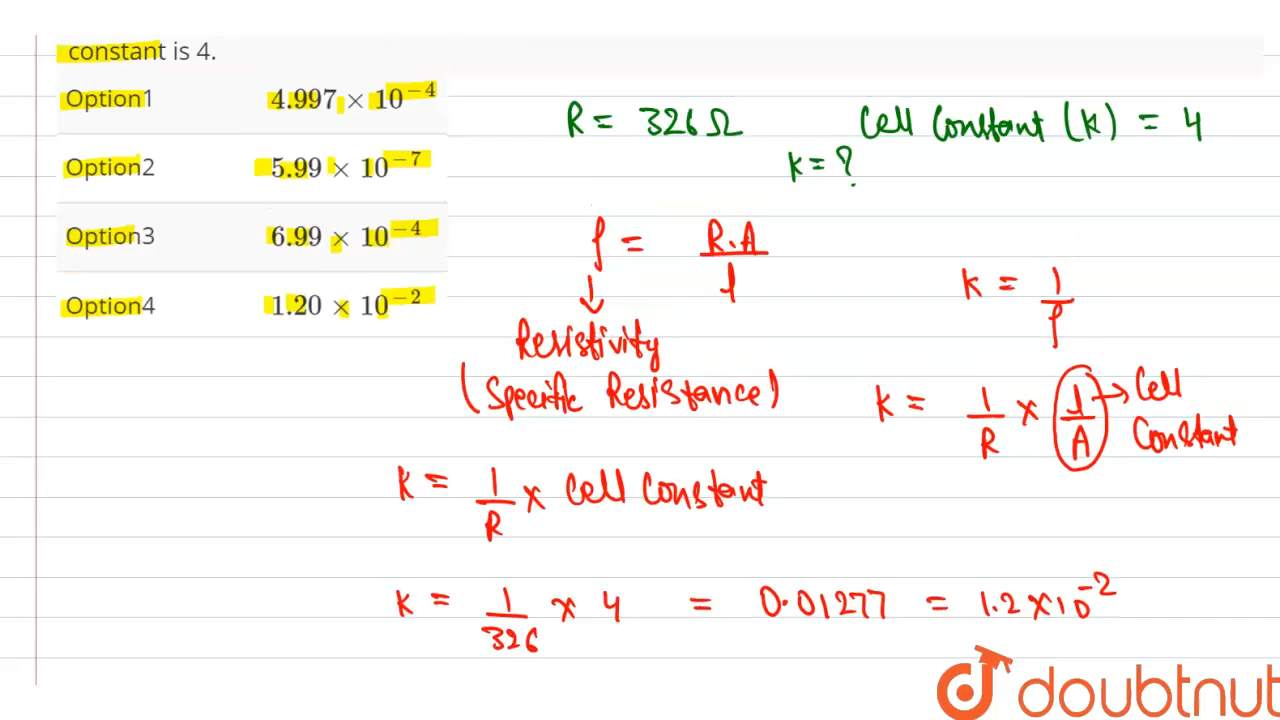 constant is 4.
Option1 4.997 × 10⁻⁴
Option2 5.99 × 10⁻⁷
Option3 6.99 × 10⁻⁴
Option4 1.20 × 10⁻²
R = 326 Ω Cell Constant (k) = 4
k = ?
ρ = R.A / l
Resistivity
(Specific Resistance)
k = 1 / ρ
k = 1/R × l/A → Cell Constant
k = 1/R × Cell Constant
k = 1/326 × 4 = 0.01277 = 1.2 × 10⁻²
doubtnut